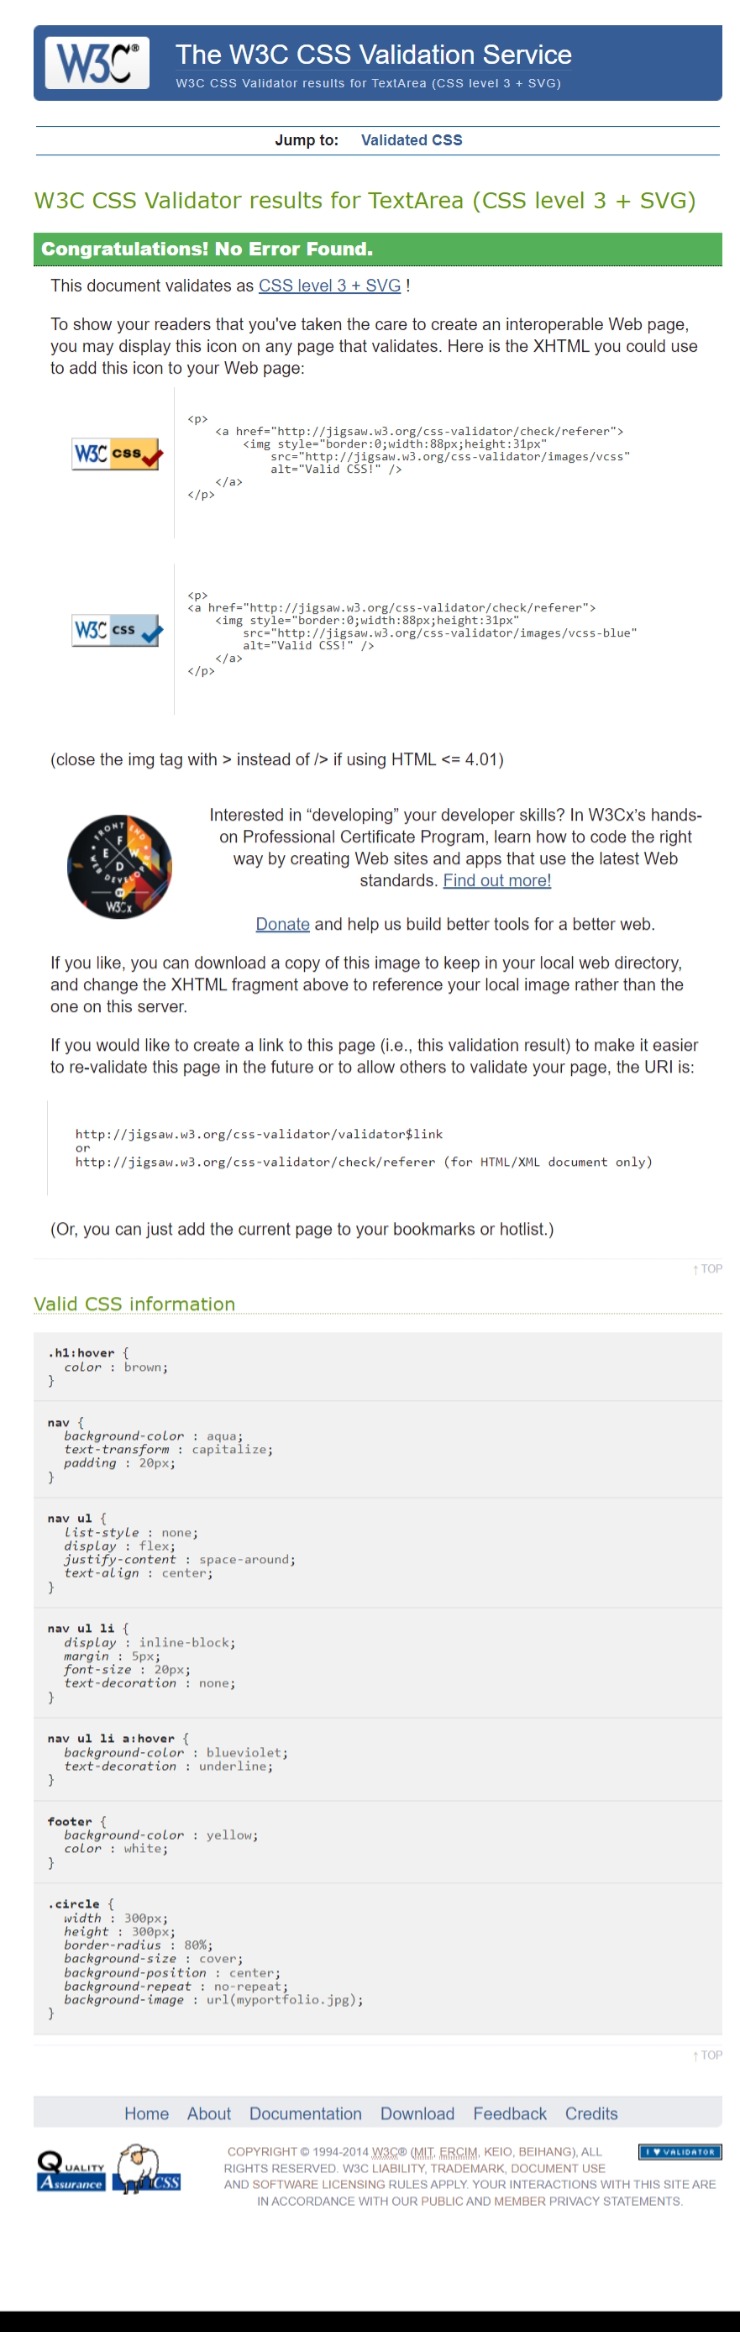 W3C®
The W3C CSS Validation Service
W3C CSS Validator results for TextArea (CSS level 3 + SVG)
Jump to: Validated CSS
W3C CSS Validator results for TextArea (CSS level 3 + SVG)
Congratulations! No Error Found.
This document validates as CSS level 3 + SVG !
To show your readers that you've taken the care to create an interoperable Web page,
you may display this icon on any page that validates. Here is the XHTML you could use
to add this icon to your Web page:
W3C css
<p>
<a href="http://jigsaw.w3.org/css-validator/check/referer">
<img style="border:0;width:88px;height:31px"
src="http://jigsaw.w3.org/css-validator/images/vcss"
alt="Valid CSS!" />
</a>
</p>
W3C css
<p>
<a href="http://jigsaw.w3.org/css-validator/check/referer">
<img style="border:0;width:88px;height:31px"
src="http://jigsaw.w3.org/css-validator/images/vcss-blue"
alt="Valid CSS!" />
</a>
</p>
(close the img tag with > instead of /> if using HTML <= 4.01)
FRONT END
F
E W
D
WEB DEVELOPER
W3Cx
Interested in “developing” your developer skills? In W3Cx's hands-
on Professional Certificate Program, learn how to code the right
way by creating Web sites and apps that use the latest Web
standards. Find out more!
Donate and help us build better tools for a better web.
If you like, you can download a copy of this image to keep in your local web directory,
and change the XHTML fragment above to reference your local image rather than the
one on this server.
If you would like to create a link to this page (i.e., this validation result) to make it easier
to re-validate this page in the future or to allow others to validate your page, the URI is:
http://jigsaw.w3.org/css-validator/validator$link
or
http://jigsaw.w3.org/css-validator/check/referer (for HTML/XML document only)
(Or, you can just add the current page to your bookmarks or hotlist.)
↑ TOP
Valid CSS information
.h1:hover {
color : brown;
}
nav {
background-color : aqua;
text-transform : capitalize;
padding : 20px;
}
nav ul {
list-style : none;
display : flex;
justify-content : space-around;
text-align : center;
}
nav ul li {
display : inline-block;
margin : 5px;
font-size : 20px;
text-decoration : none;
}
nav ul li a:hover {
background-color : blueviolet;
text-decoration : underline;
}
footer {
background-color : yellow;
color : white;
}
.circle {
width : 300px;
height : 300px;
border-radius : 80%;
background-size : cover;
background-position : center;
background-repeat : no-repeat;
background-image : url(myportfolio.jpg);
}
↑ TOP
Home About Documentation Download Feedback Credits
QUALITY
Assurance
CSS
COPYRIGHT © 1994-2014 W3C® (MIT, ERCIM, KEIO, BEIHANG), ALL
RIGHTS RESERVED. W3C LIABILITY, TRADEMARK, DOCUMENT USE
AND SOFTWARE LICENSING RULES APPLY. YOUR INTERACTIONS WITH THIS SITE ARE
IN ACCORDANCE WITH OUR PUBLIC AND MEMBER PRIVACY STATEMENTS.
I ♥ VALIDATOR